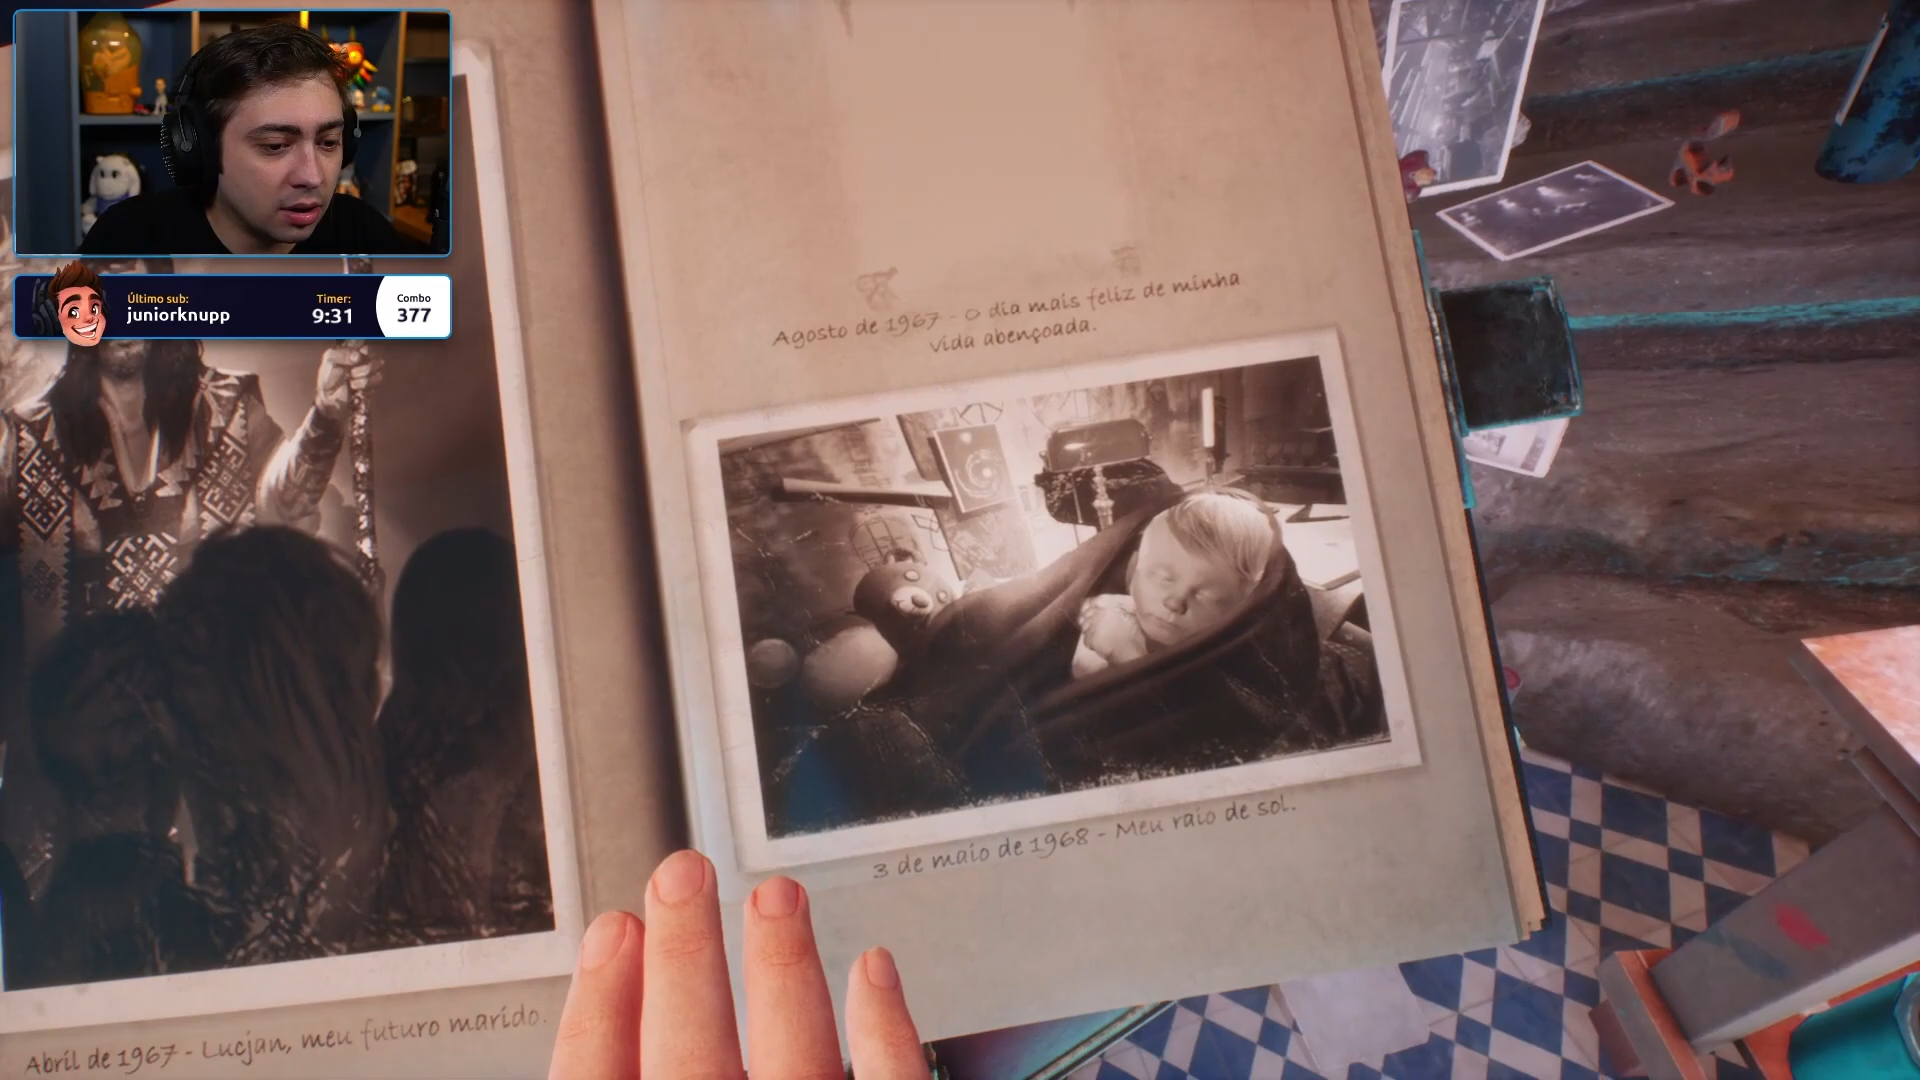 Último sub:
juniorknupp
Timer:
9:31
Combo
377
Agosto de 1967 - o dia mais feliz de minha
vida abençoada.
3 de maio de 1968 - Meu raio de sol.
Abril de 1967 - Lucjan, meu futuro marido.